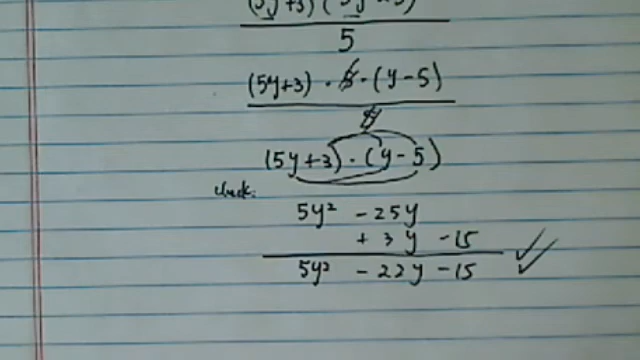 5
(5y+3) · 5 · (y-5)
5
(5y+3) · (y-5)
check:
5y² - 25y
+ 3y - 15
5y² - 22y - 15